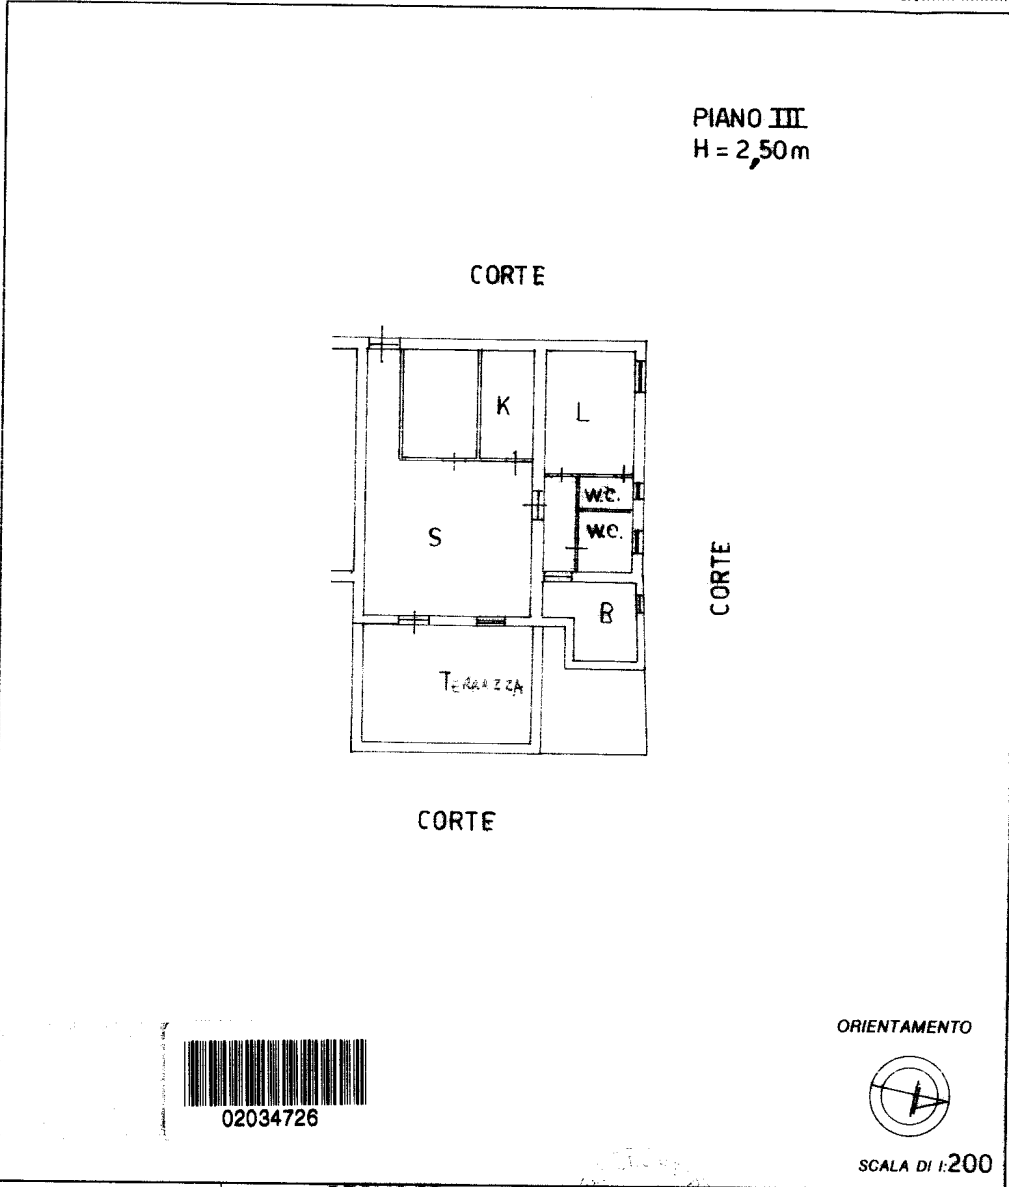 PIANO III
H = 2,50 m
CORTE
K
L
W.C.
W.C.
S
CORTE
B
TERRAZZA
CORTE
ORIENTAMENTO
02034726
SCALA DI 1:200